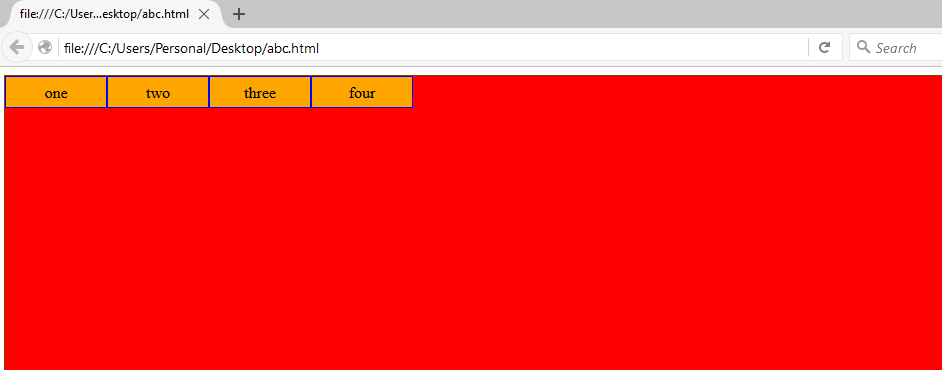 file:///C:/User...esktop/abc.html
file:///C:/Users/Personal/Desktop/abc.html
Search
one two three four